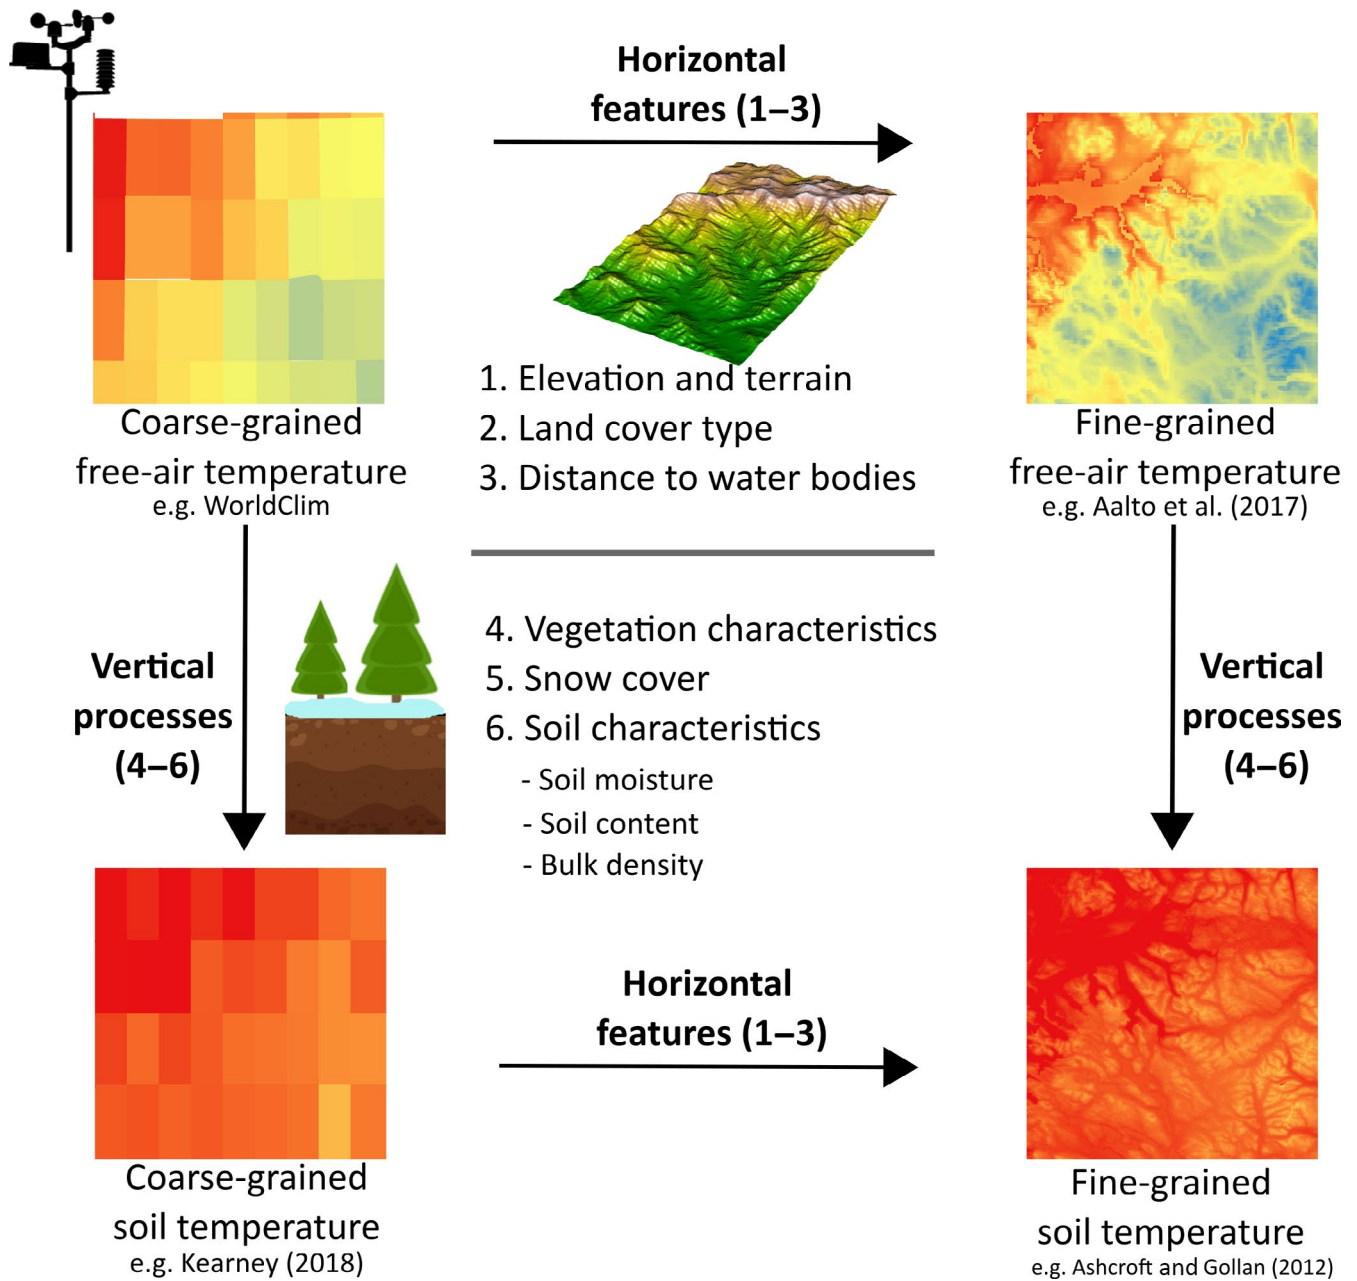 Horizontal
features (1–3)
1. Elevation and terrain
2. Land cover type
3. Distance to water bodies
Coarse-grained
free-air temperature
e.g. WorldClim
Fine-grained
free-air temperature
e.g. Aalto et al. (2017)
Vertical
processes
(4–6)
4. Vegetation characteristics
5. Snow cover
6. Soil characteristics
- Soil moisture
- Soil content
- Bulk density
Vertical
processes
(4–6)
Horizontal
features (1–3)
Coarse-grained
soil temperature
e.g. Kearney (2018)
Fine-grained
soil temperature
e.g. Ashcroft and Gollan (2012)